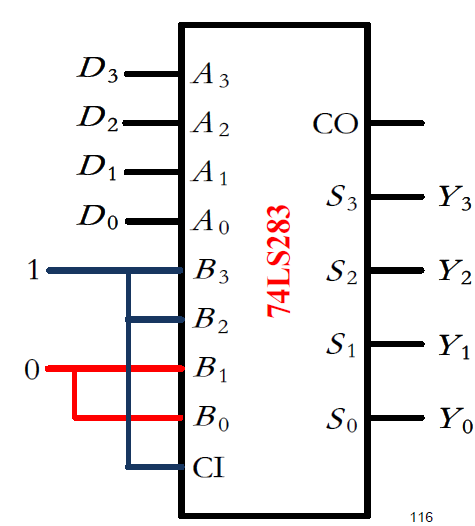 D₃ A₃
D₂ A₂ CO
D₁ A₁
S₃ Y₃
D₀ A₀
74LS283
1 B₃ S₂ Y₂
B₂
S₁ Y₁
0 B₁
B₀ S₀ Y₀
CI
116